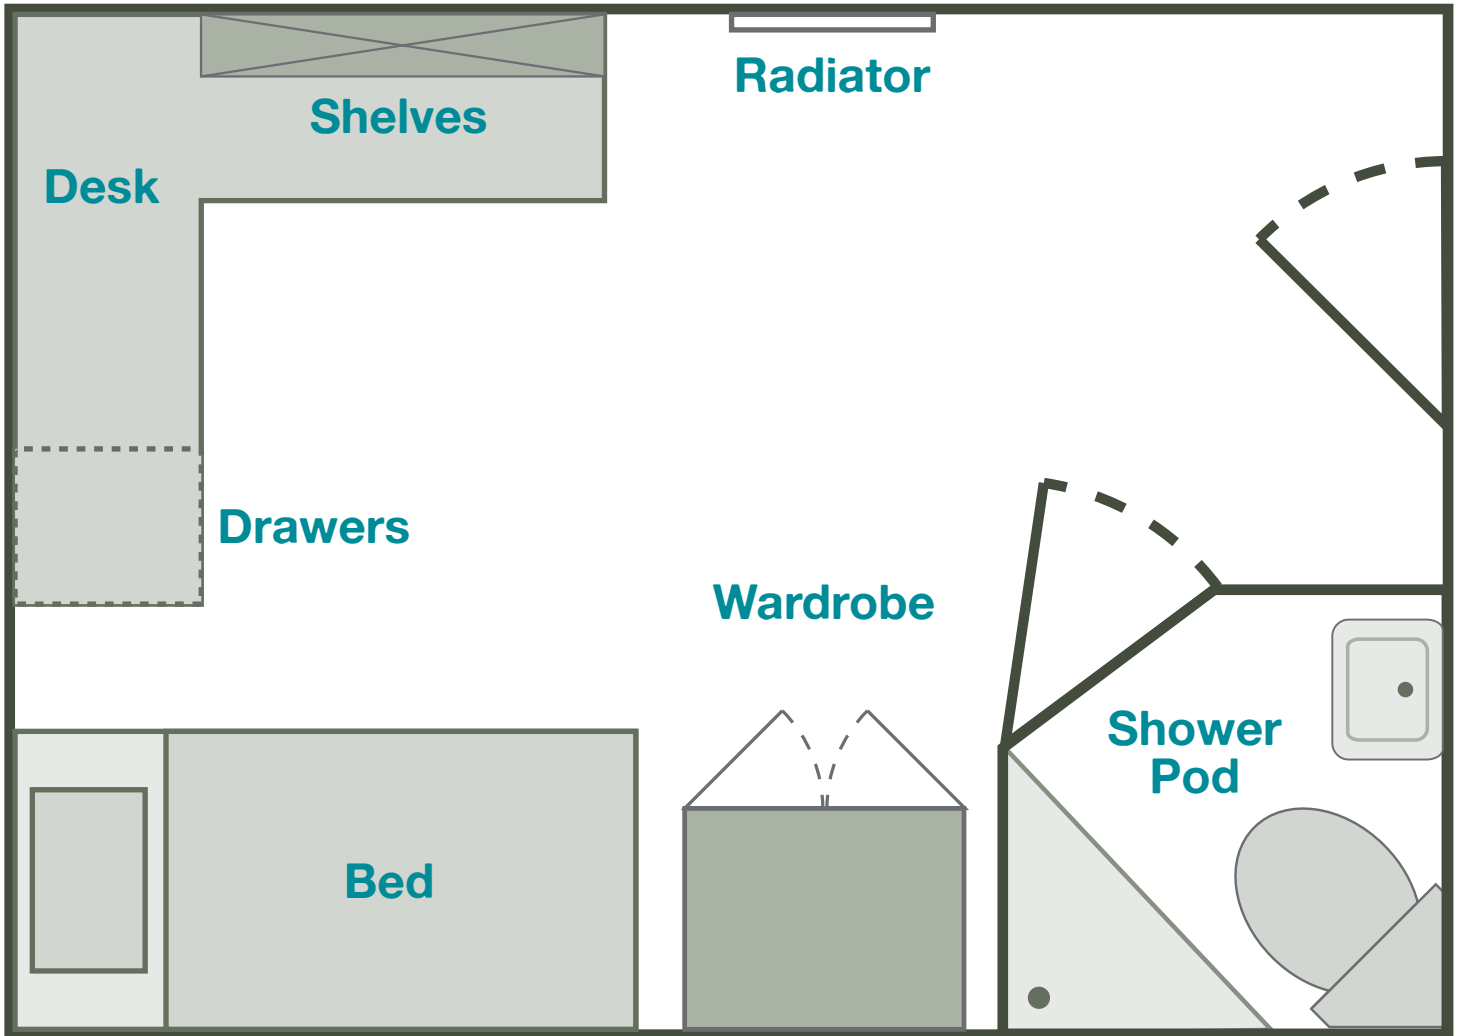 Radiator
Shelves
Desk
Drawers
Wardrobe
Shower
Pod
Bed